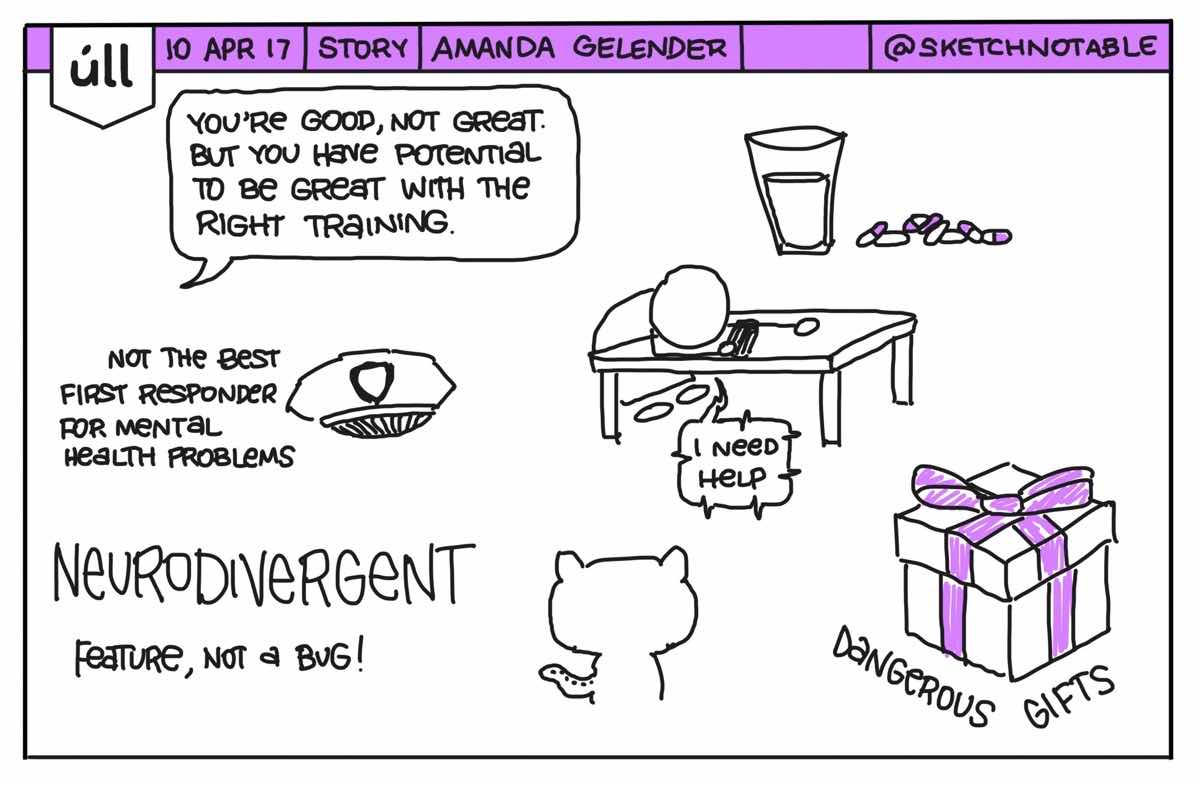 úll
10 APR 17
STORY
AMANDA GELENDER
@SKETCHNOTABLE
YOU'RE GOOD, NOT GREAT.
BUT YOU HAVE POTENTIAL
TO BE GREAT WITH THE
RIGHT TRAINING.
NOT THE BEST
FIRST RESPONDER
FOR MENTAL
HEALTH PROBLEMS
I NEED
HELP
NEURODIVERGENT
FEATURE, NOT A BUG!
DANGEROUS GIFTS